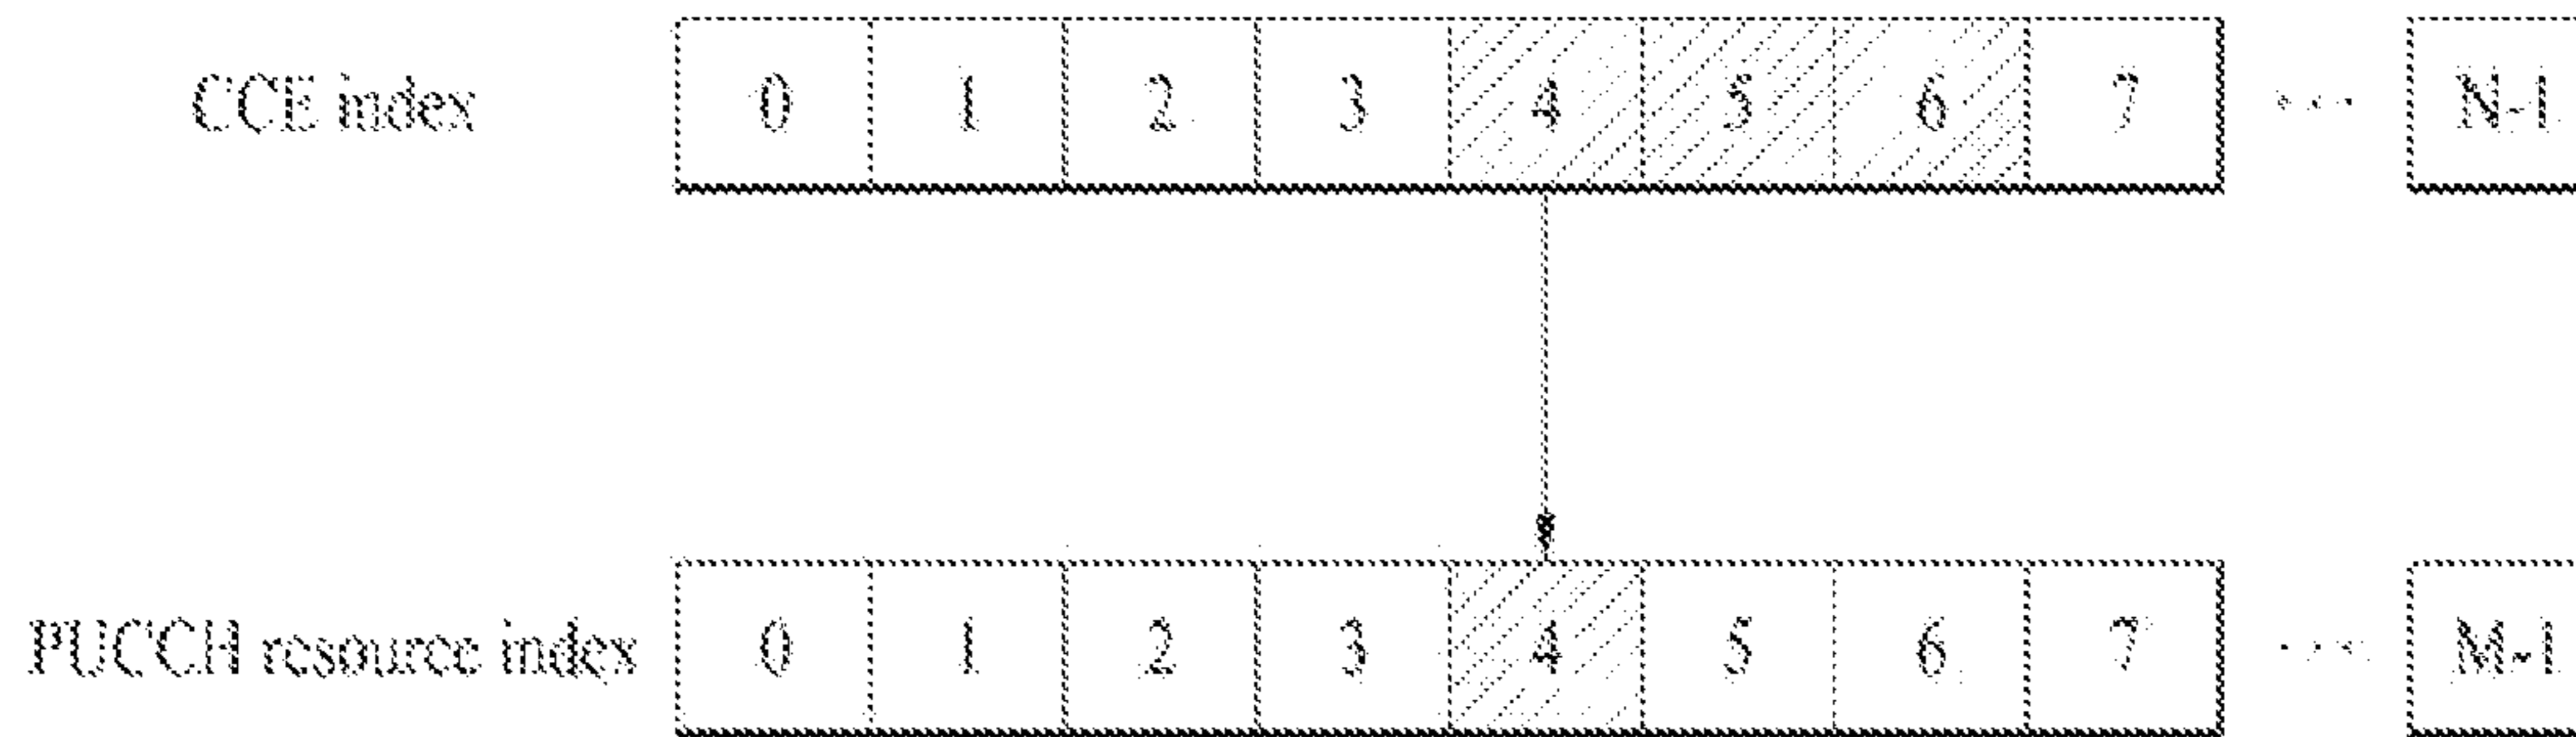 CCE index 0 1 2 3 4 5 6 7 ... N-1
PUCCH resource index 0 1 2 3 4 5 6 7 ... M-1